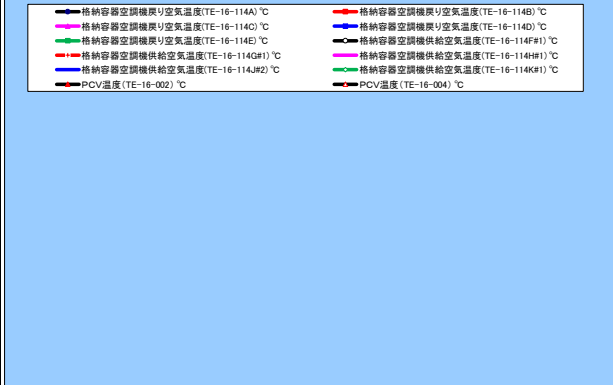 格納容器空調機戻り空気温度(TE-16-114A) ℃ 格納容器空調機戻り空気温度(TE-16-114B) ℃
格納容器空調機戻り空気温度(TE-16-114C) ℃ 格納容器空調機戻り空気温度(TE-16-114D) ℃
格納容器空調機戻り空気温度(TE-16-114E) ℃ 格納容器空調機供給空気温度(TE-16-114F#1) ℃
格納容器空調機供給空気温度(TE-16-114G#1) ℃ 格納容器空調機供給空気温度(TE-16-114H#1) ℃
格納容器空調機供給空気温度(TE-16-114J#2) ℃ 格納容器空調機供給空気温度(TE-16-114K#1) ℃
PCV温度(TE-16-002) ℃ PCV温度(TE-16-004) ℃